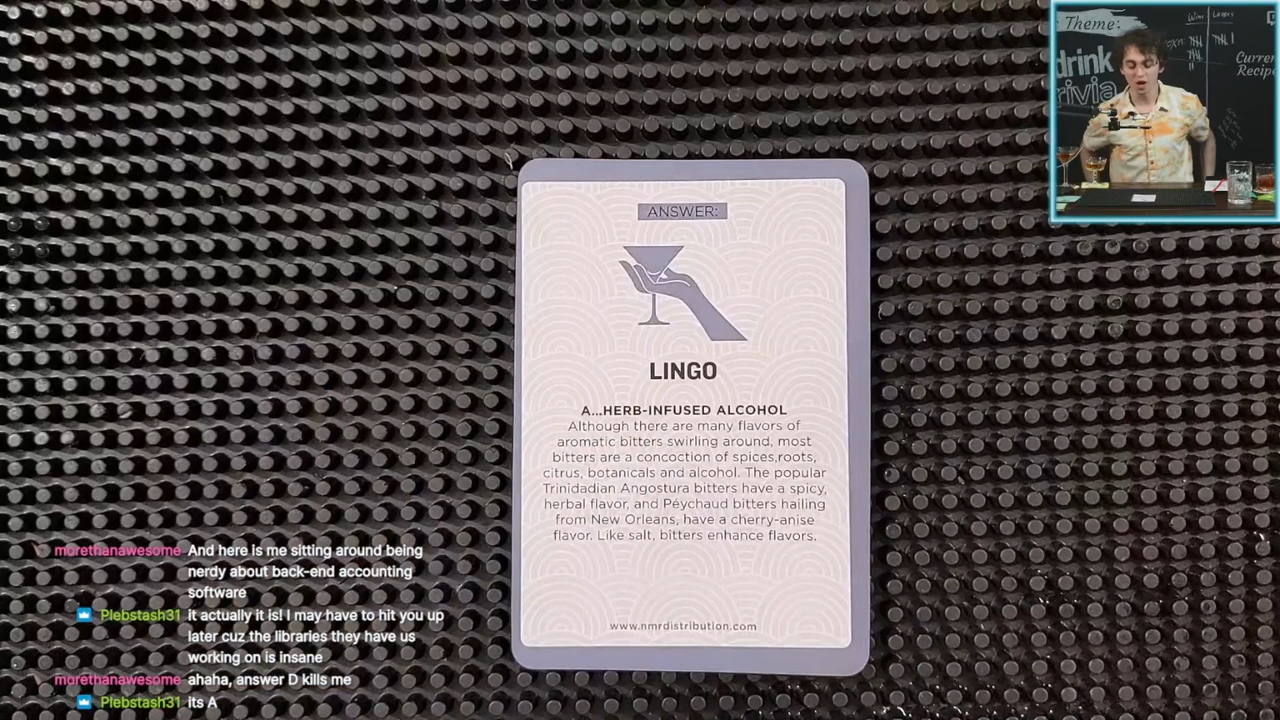 Theme:
Wins
Losses
drink
Trivia
Current
Recipe
ANSWER:
LINGO
A...HERB-INFUSED ALCOHOL
Although there are many flavors of
aromatic bitters swirling around, most
bitters are a concoction of spices,roots,
citrus, botanicals and alcohol. The popular
Trinidadian Angostura bitters have a spicy,
herbal flavor, and Péychaud bitters hailing
from New Orleans, have a cherry-anise
flavor. Like salt, bitters enhance flavors.
www.nmrdistribution.com
morethanawesome And here is me sitting around being
nerdy about back-end accounting
software
Plebstash31 it actually it is! I may have to hit you up
later cuz the libraries they have us
working on is insane
morethanawesome ahaha, answer D kills me
Plebstash31 its A